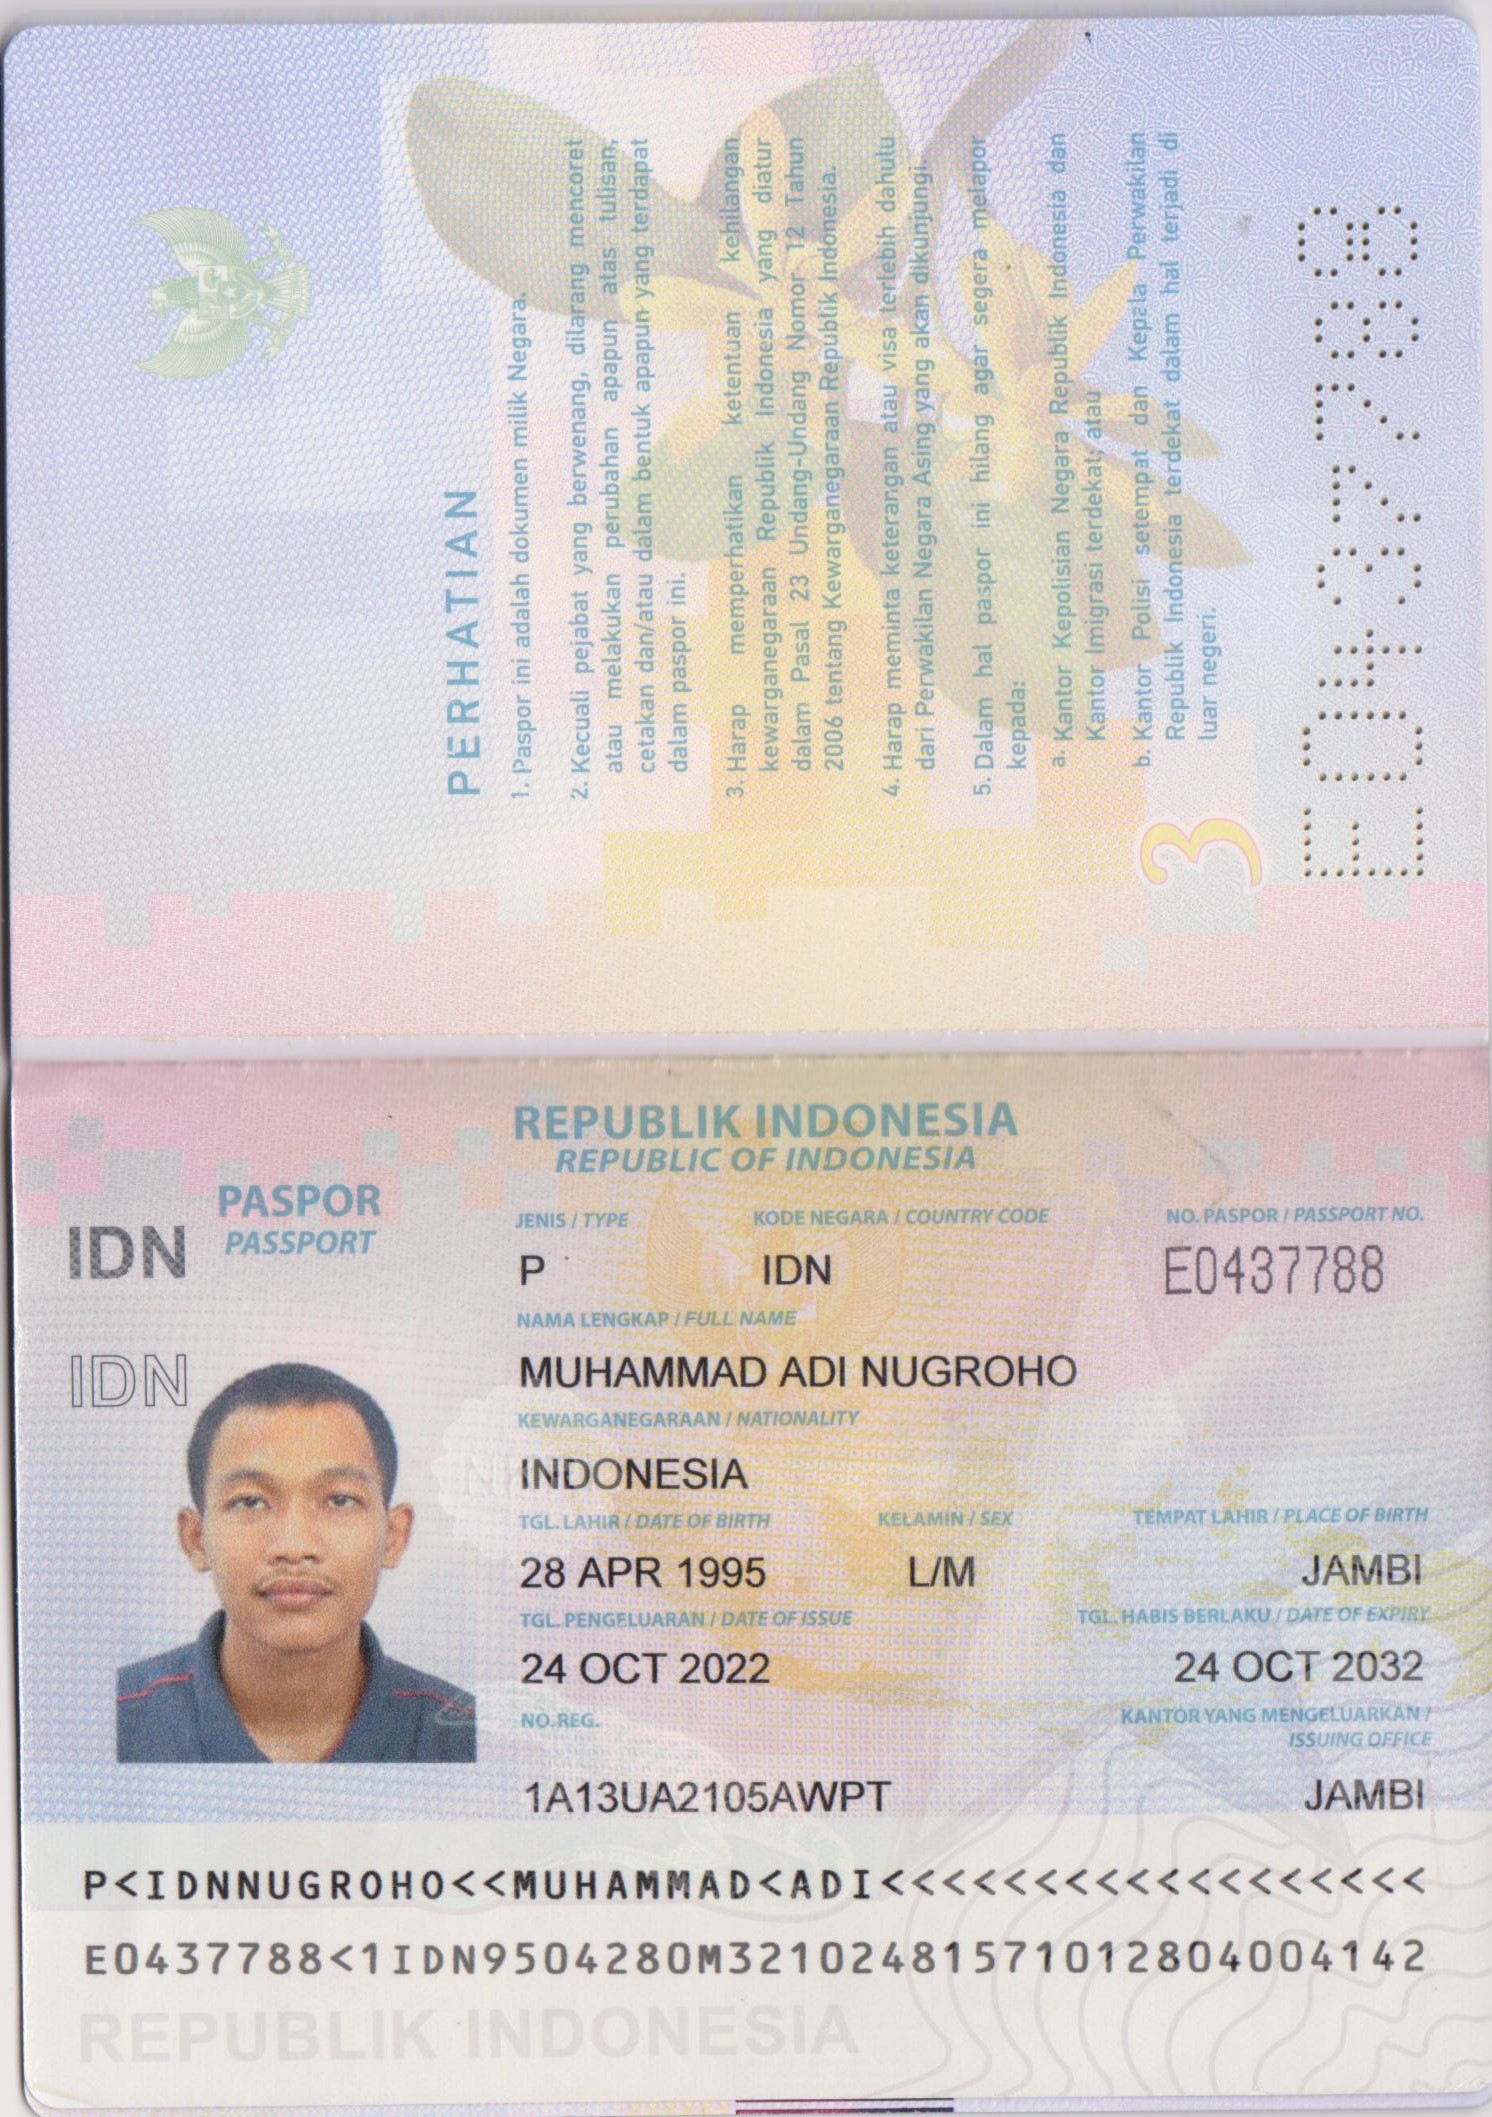 PERHATIAN
1. Paspor ini adalah dokumen milik Negara.
2. Kecuali pejabat yang berwenang, dilarang mencoret
atau melakukan perubahan apapun atas tulisan,
cetakan dan/atau dalam bentuk apapun yang terdapat
dalam paspor ini.
3. Harap memperhatikan ketentuan kehilangan
kewarganegaraan Republik Indonesia yang diatur
dalam Pasal 23 Undang-Undang Nomor 12 Tahun
2006 tentang Kewarganegaraan Republik Indonesia.
4. Harap meminta keterangan atau visa terlebih dahulu
dari Perwakilan Negara Asing yang akan dikunjungi.
5. Dalam hal paspor ini hilang agar segera melapor
kepada:
a. Kantor Kepolisian Negara Republik Indonesia dan
Kantor Imigrasi terdekat; atau
b. Kantor Polisi setempat dan Kepala Perwakilan
Republik Indonesia terdekat dalam hal terjadi di
luar negeri.
3
E0437788
REPUBLIK INDONESIA
REPUBLIC OF INDONESIA
IDN
PASPOR
PASSPORT
JENIS / TYPE KODE NEGARA / COUNTRY CODE NO. PASPOR / PASSPORT NO.
P IDN E0437788
NAMA LENGKAP / FULL NAME
IDN
MUHAMMAD ADI NUGROHO
KEWARGANEGARAAN / NATIONALITY
INDONESIA
TGL. LAHIR / DATE OF BIRTH KELAMIN / SEX TEMPAT LAHIR / PLACE OF BIRTH
28 APR 1995 L/M JAMBI
TGL. PENGELUARAN / DATE OF ISSUE TGL. HABIS BERLAKU / DATE OF EXPIRY
24 OCT 2022 24 OCT 2032
NO. REG. KANTOR YANG MENGELUARKAN /
ISSUING OFFICE
1A13UA2105AWPT JAMBI
P<IDNNUGROHO<<MUHAMMAD<ADI<<<<<<<<<<<<<<<<<<
E0437788<1IDN9504280M3210248157101280400414​2
REPUBLIK INDONESIA